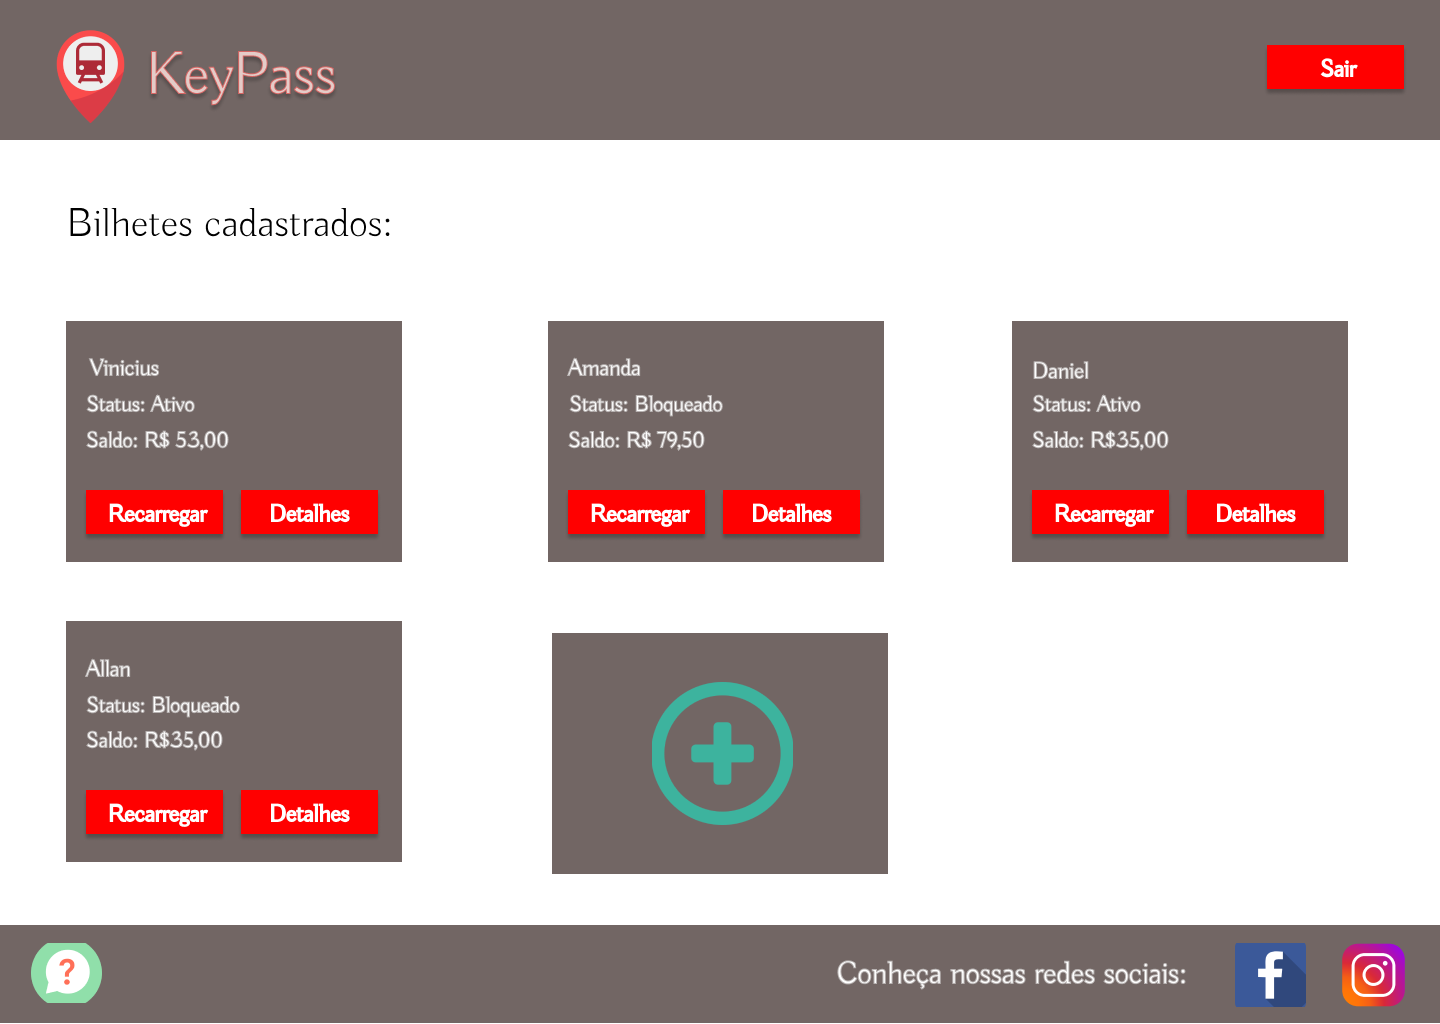 KeyPass
Sair
Bilhetes cadastrados:
Vinicius
Status: Ativo
Saldo: R$ 53,00
Recarregar
Detalhes
Amanda
Status: Bloqueado
Saldo: R$ 79,50
Recarregar
Detalhes
Daniel
Status: Ativo
Saldo: R$35,00
Recarregar
Detalhes
Allan
Status: Bloqueado
Saldo: R$35,00
Recarregar
Detalhes
?
Conheça nossas redes sociais:
f